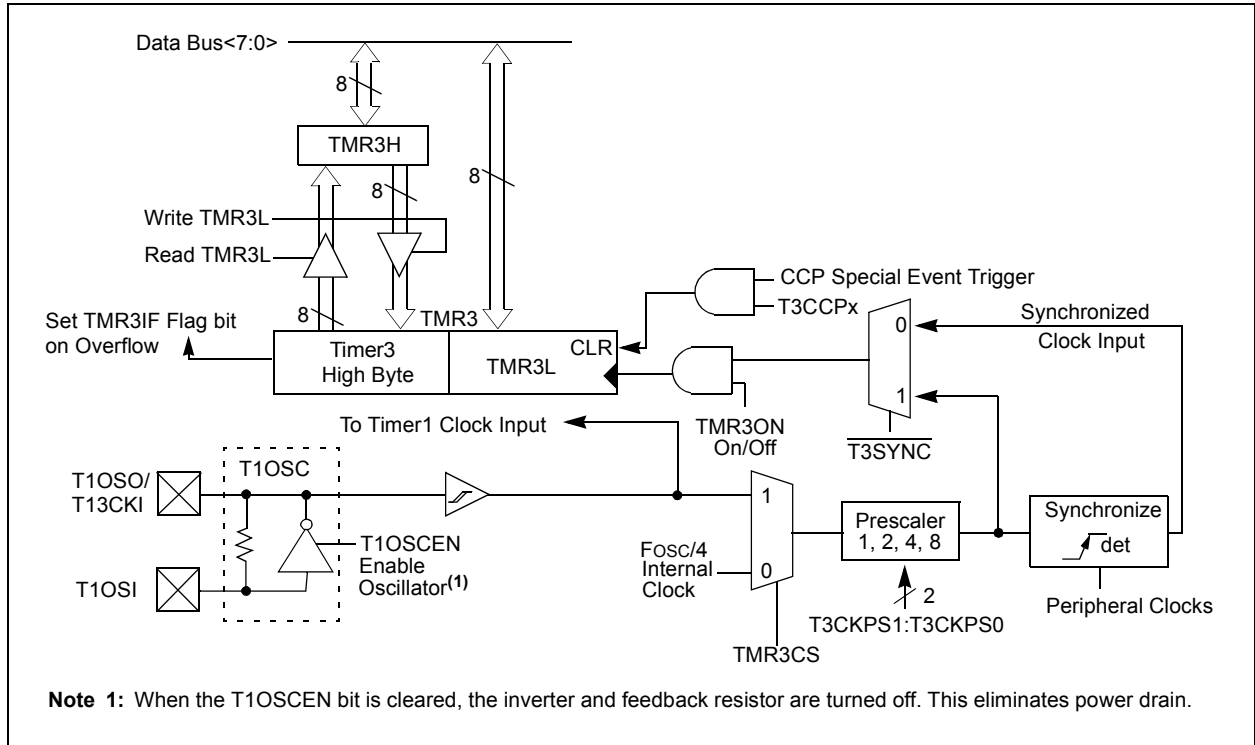 Data Bus<7:0>
8
TMR3H
8
8
Write TMR3L
Read TMR3L
CCP Special Event Trigger
T3CCPx
8
TMR3
Set TMR3IF Flag bit
on Overflow
Timer3
High Byte
TMR3L
CLR
0
1
Synchronized
Clock Input
TMR3ON
On/Off
T3SYNC
To Timer1 Clock Input
T1OSC
T1OSO/
T13CKI
T1OSCEN
Enable
Oscillator(1)
T1OSI
1
0
FOSC/4
Internal
Clock
TMR3CS
Prescaler
1, 2, 4, 8
2
T3CKPS1:T3CKPS0
Synchronize
det
Peripheral Clocks
Note 1: When the T1OSCEN bit is cleared, the inverter and feedback resistor are turned off. This eliminates power drain.